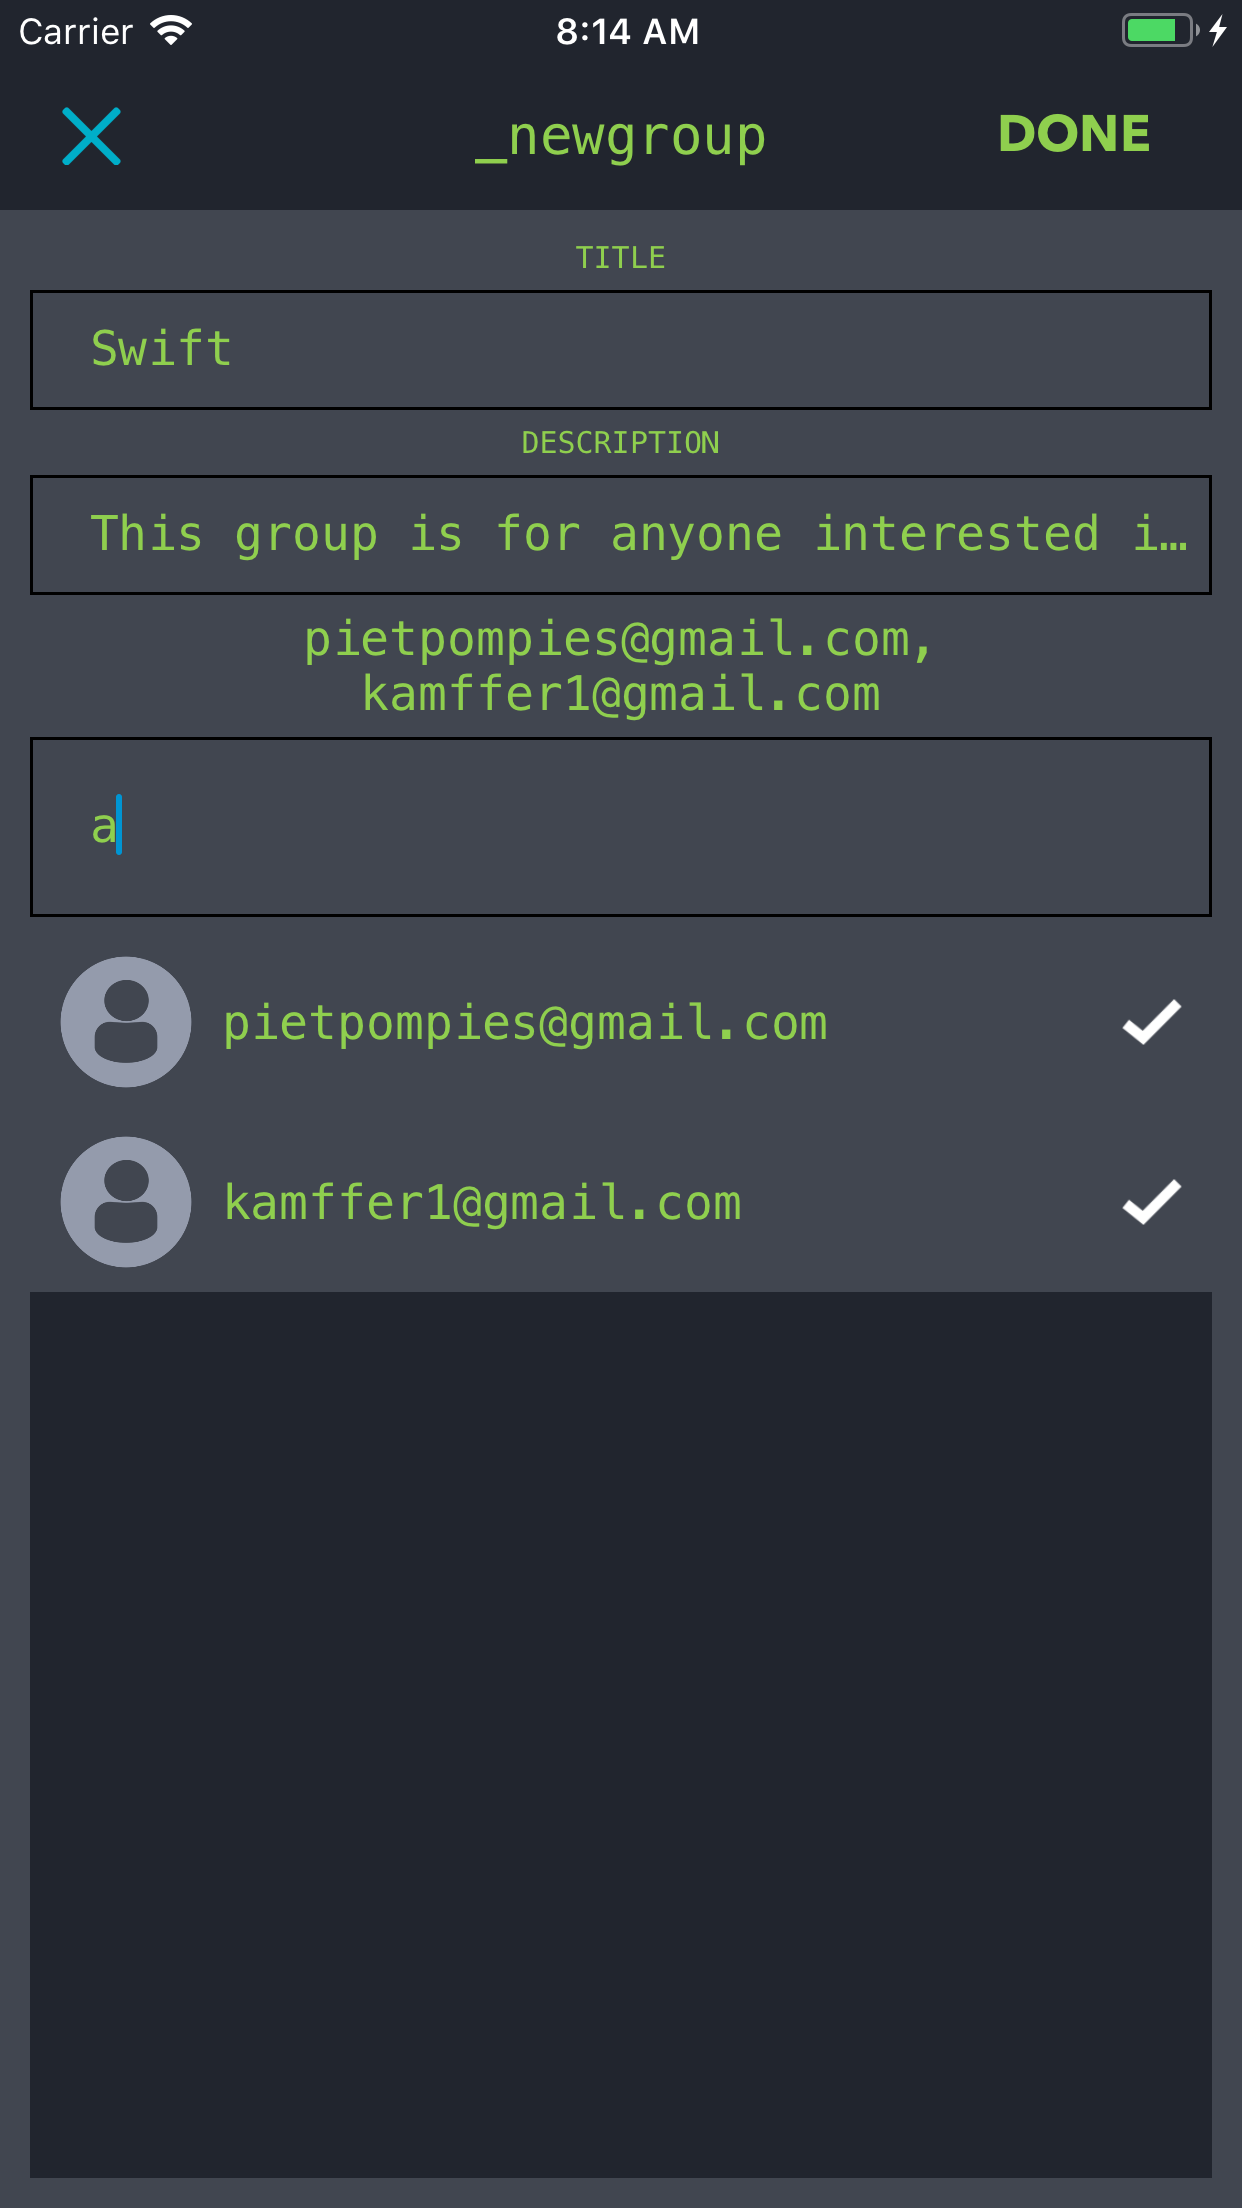 Carrier 8:14 AM
_newgroup DONE
TITLE
Swift
DESCRIPTION
This group is for anyone interested i…
pietpompies@gmail.com,
kamffer1@gmail.com
a
pietpompies@gmail.com
kamffer1@gmail.com